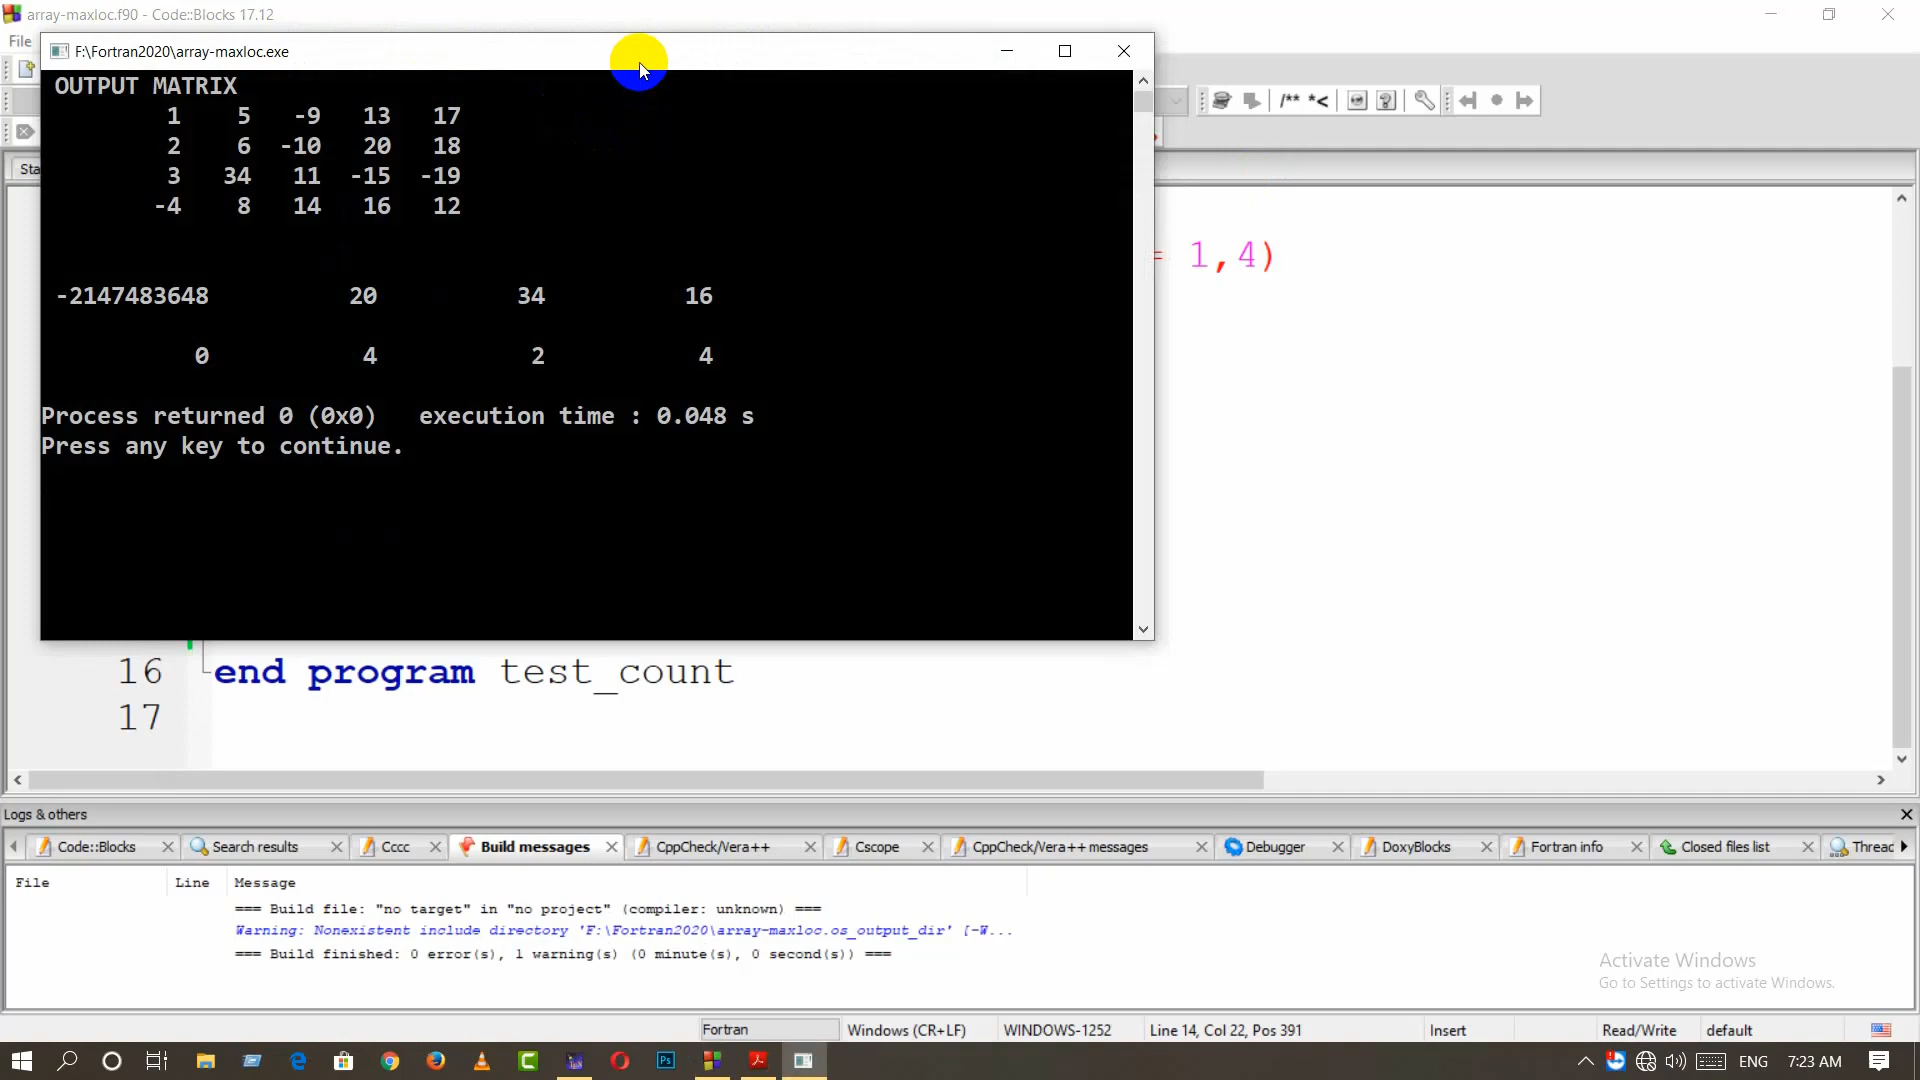 array-maxloc.f90 - Code::Blocks 17.12
File
F:\Fortran2020\array-maxloc.exe
OUTPUT MATRIX
1 5 -9 13 17
2 6 -10 20 18
3 34 11 -15 -19
-4 8 14 16 12
-2147483648 20 34 16
0 4 2 4
Process returned 0 (0x0)   execution time : 0.048 s
Press any key to continue.
/** *<
Sta
= 1,4)
16 end program test_count
17
Logs & others
Code::Blocks Search results Cccc Build messages CppCheck/Vera++ Cscope CppCheck/Vera++ messages Debugger DoxyBlocks Fortran info Closed files list Thread
File Line Message
=== Build file: "no target" in "no project" (compiler: unknown) ===
Warning: Nonexistent include directory 'F:\Fortran2020\array-maxloc.os_output_dir' [-W...
=== Build finished: 0 error(s), 1 warning(s) (0 minute(s), 0 second(s)) ===
Activate Windows
Go to Settings to activate Windows.
Fortran Windows (CR+LF) WINDOWS-1252 Line 14, Col 22, Pos 391 Insert Read/Write default
Ps ENG 7:23 AM